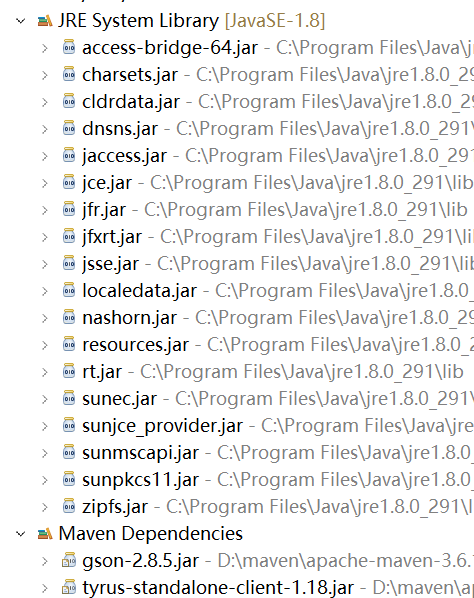 JRE System Library [JavaSE-1.8]
access-bridge-64.jar - C:\Program Files\Java\j
charsets.jar - C:\Program Files\Java\jre1.8.0_29
cldrdata.jar - C:\Program Files\Java\jre1.8.0_29
dnsns.jar - C:\Program Files\Java\jre1.8.0_291\
jaccess.jar - C:\Program Files\Java\jre1.8.0_291
jce.jar - C:\Program Files\Java\jre1.8.0_291\lib
jfr.jar - C:\Program Files\Java\jre1.8.0_291\lib
jfxrt.jar - C:\Program Files\Java\jre1.8.0_291\li
jsse.jar - C:\Program Files\Java\jre1.8.0_291\lib
localedata.jar - C:\Program Files\Java\jre1.8.0_
nashorn.jar - C:\Program Files\Java\jre1.8.0_29
resources.jar - C:\Program Files\Java\jre1.8.0_2
rt.jar - C:\Program Files\Java\jre1.8.0_291\lib
sunec.jar - C:\Program Files\Java\jre1.8.0_291\
sunjce_provider.jar - C:\Program Files\Java\jre
sunmscapi.jar - C:\Program Files\Java\jre1.8.0_
sunpkcs11.jar - C:\Program Files\Java\jre1.8.0_
zipfs.jar - C:\Program Files\Java\jre1.8.0_291\l
Maven Dependencies
gson-2.8.5.jar - D:\maven\apache-maven-3.6.
tyrus-standalone-client-1.18.jar - D:\maven\ap